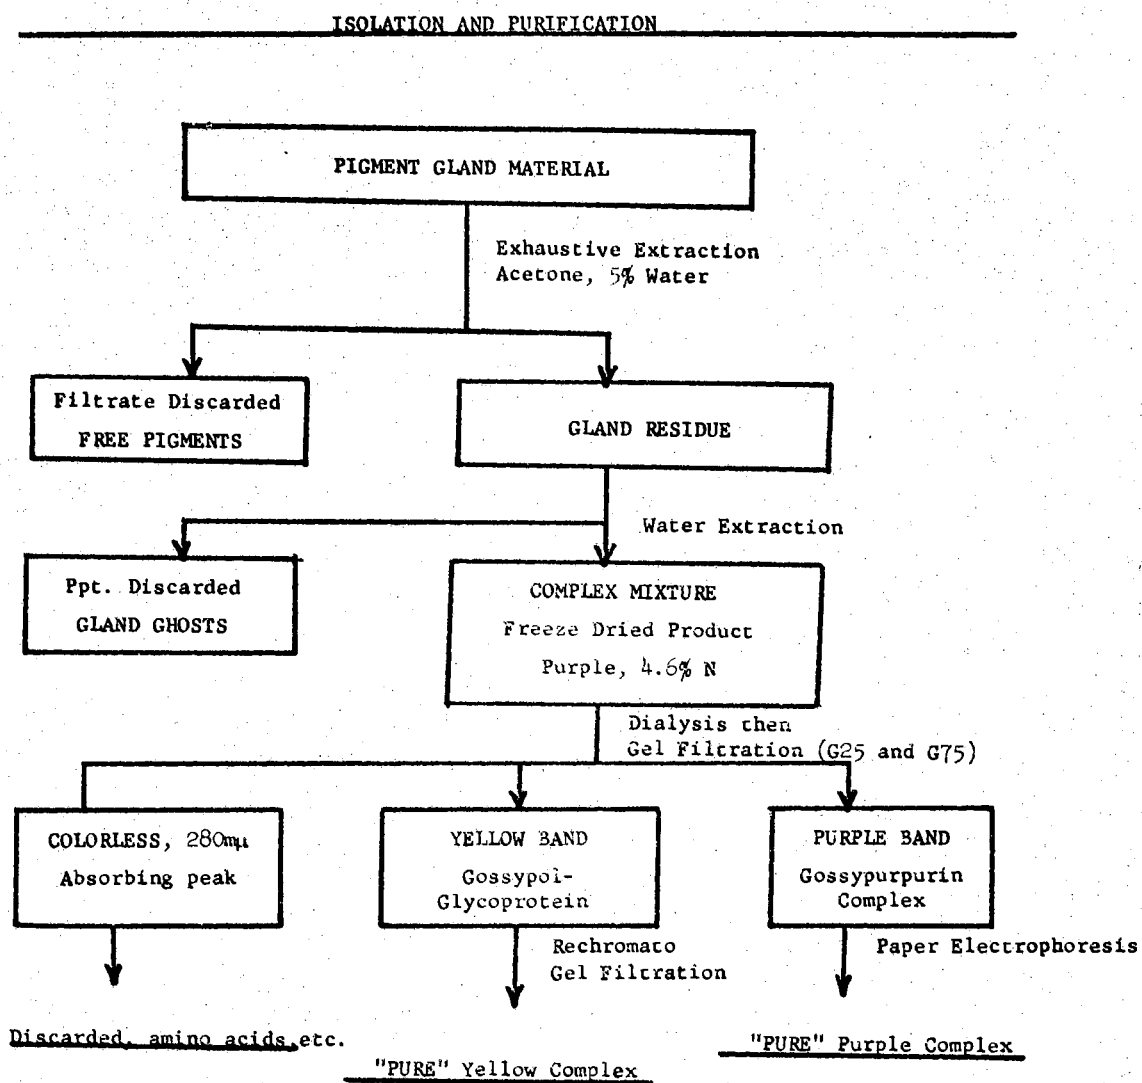 ISOLATION AND PURIFICATION
PIGMENT GLAND MATERIAL
Exhaustive Extraction
Acetone, 5% Water
Filtrate Discarded
FREE PIGMENTS
GLAND RESIDUE
Water Extraction
Ppt. Discarded
GLAND GHOSTS
COMPLEX MIXTURE
Freeze Dried Product
Purple, 4.6% N
Dialysis then
Gel Filtration (G25 and G75)
COLORLESS, 280mμ
Absorbing peak
YELLOW BAND
Gossypol-
Glycoprotein
PURPLE BAND
Gossypurpurin
Complex
Rechromato
Gel Filtration
Paper Electrophoresis
Discarded, amino acids,etc.
"PURE" Yellow Complex
"PURE" Purple Complex